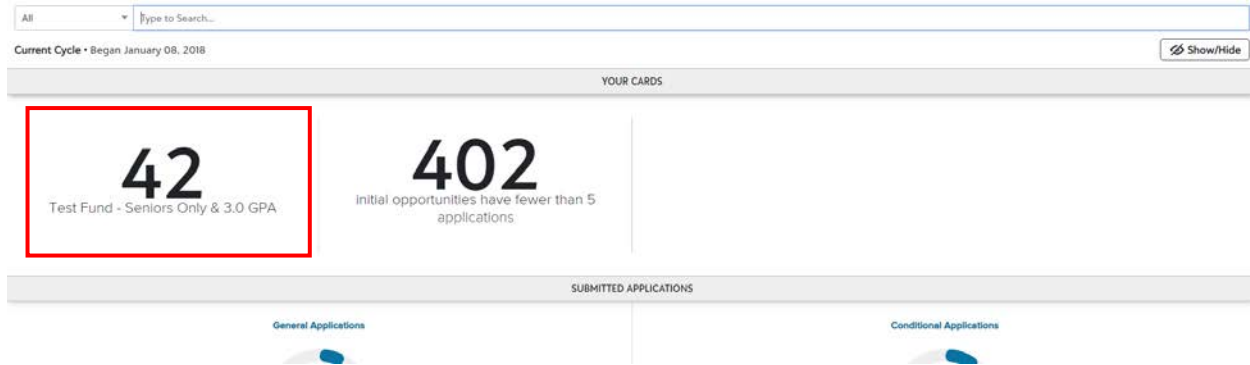 All
Type to Search...
Current Cycle • Began January 08, 2018
Show/Hide
YOUR CARDS
42
Test Fund - Seniors Only & 3.0 GPA
402
Initial opportunities have fewer than 5
applications
SUBMITTED APPLICATIONS
General Applications
Conditional Applications